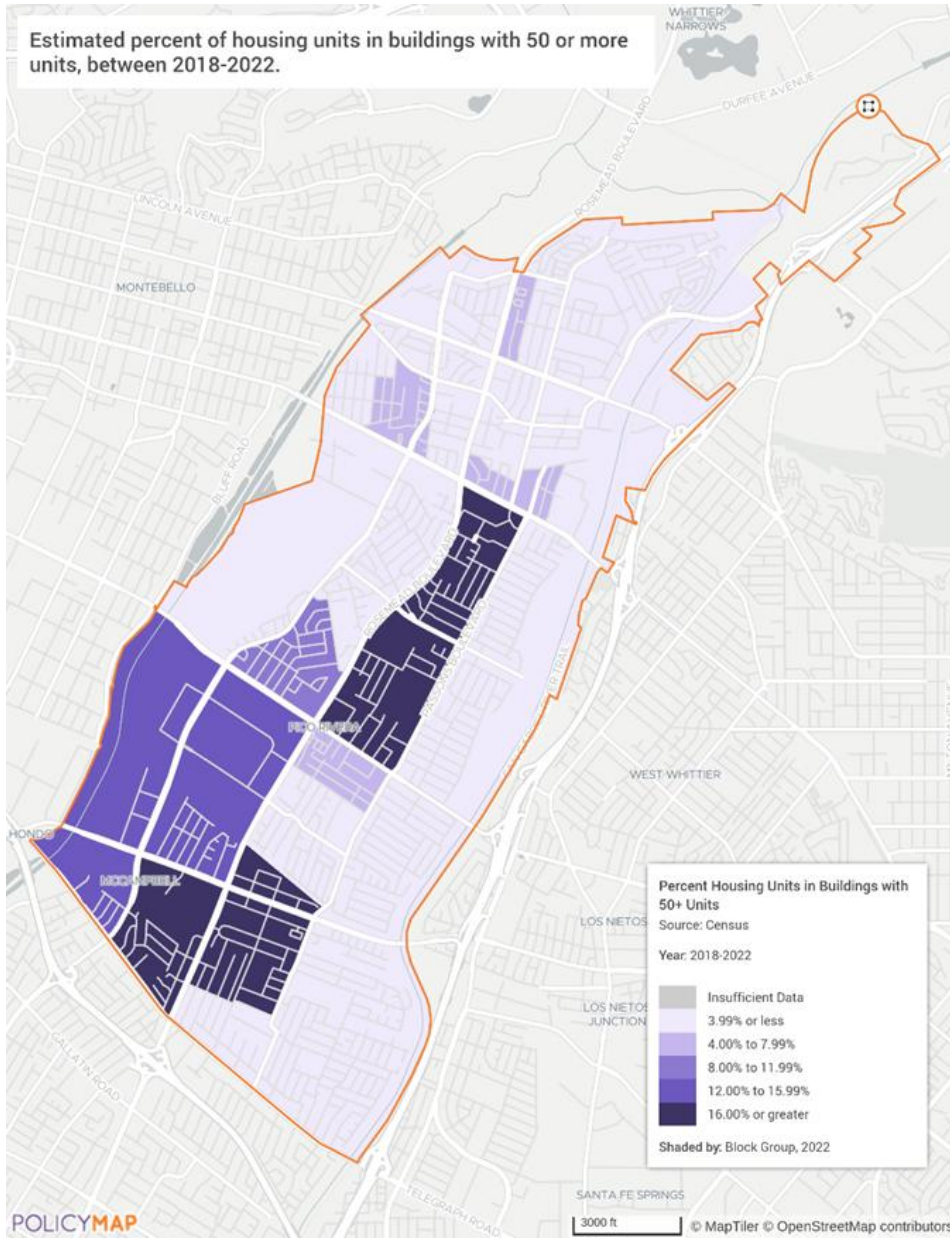 Estimated percent of housing units in buildings with 50 or more
units, between 2018-2022.
WHITTIER
NARROWS
DURFEE AVENUE
ROSEMEAD BOULEVARD
LINCOLN AVENUE
MONTEBELLO
BLUFF ROAD
ROSEMEAD BOULEVARD
PASSONS BOULEVARD
PICO RIVERA
WEST WHITTIER
HONDO
MCCAMPBELL
LOS NIETOS
LOS NIETOS
JUNCTION
GALLATIN ROAD
TELEGRAPH ROAD
SANTA FE SPRINGS
Percent Housing Units in Buildings with
50+ Units
Source: Census
Year: 2018-2022
Insufficient Data
3.99% or less
4.00% to 7.99%
8.00% to 11.99%
12.00% to 15.99%
16.00% or greater
Shaded by: Block Group, 2022
POLICYMAP
3000 ft
© MapTiler © OpenStreetMap contributors